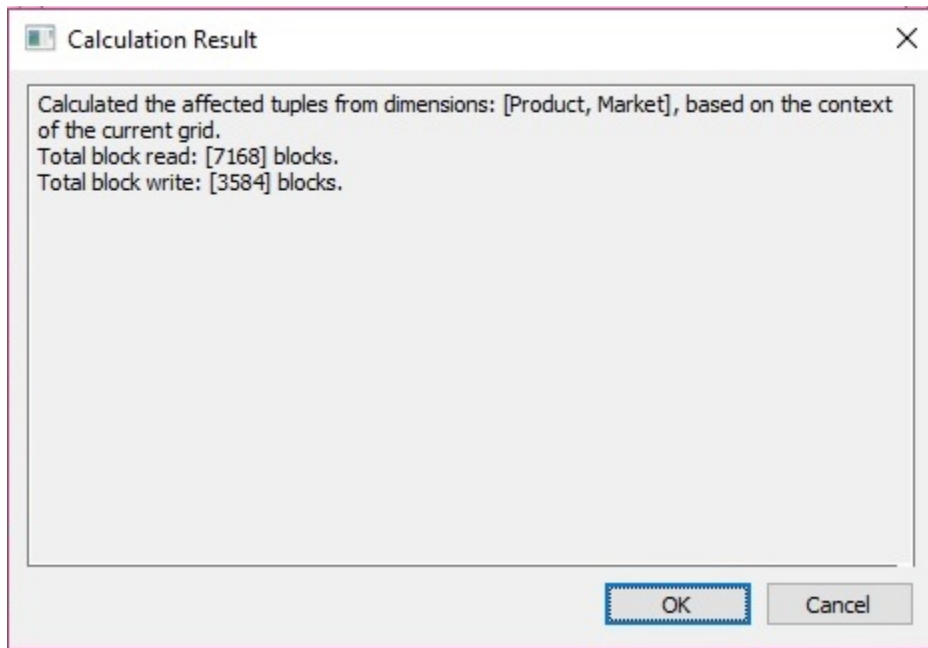 Calculation Result
Calculated the affected tuples from dimensions: [Product, Market], based on the context
of the current grid.
Total block read: [7168] blocks.
Total block write: [3584] blocks.
OK
Cancel